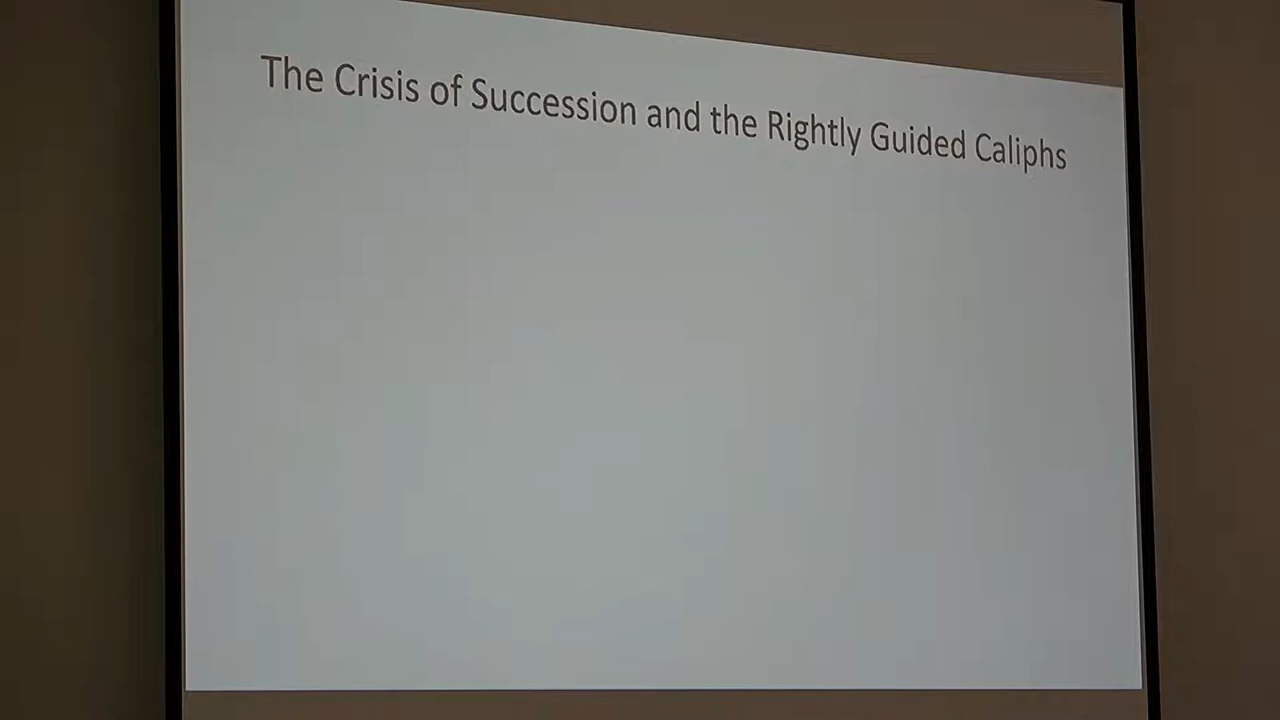 The Crisis of Succession and the Rightly Guided Caliphs